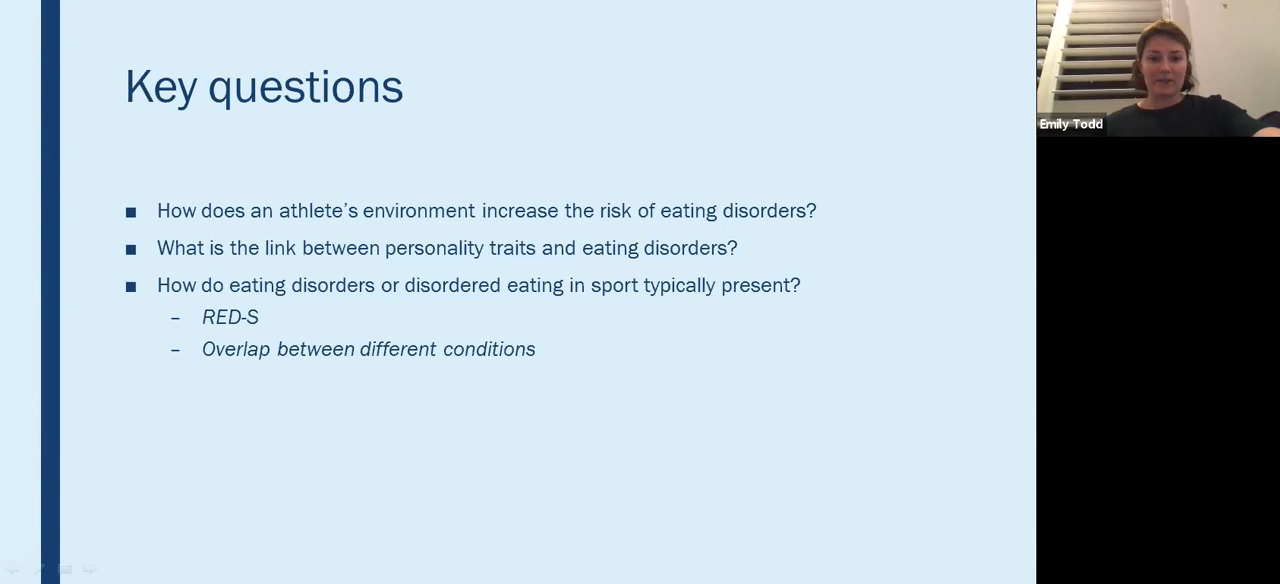 Key questions
How does an athlete's environment increase the risk of eating disorders?
What is the link between personality traits and eating disorders?
How do eating disorders or disordered eating in sport typically present?
– RED-S
– Overlap between different conditions
Emily Todd